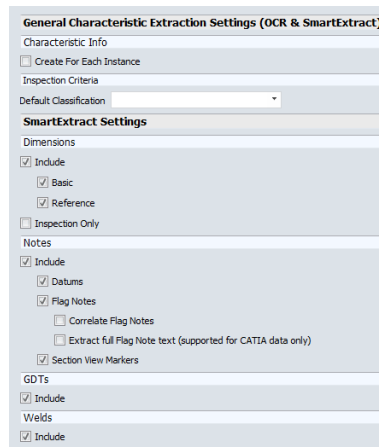 General Characteristic Extraction Settings (OCR & SmartExtract)
Characteristic Info
Create For Each Instance
Inspection Criteria
Default Classification
SmartExtract Settings
Dimensions
Include
Basic
Reference
Inspection Only
Notes
Include
Datums
Flag Notes
Correlate Flag Notes
Extract full Flag Note text (supported for CATIA data only)
Section View Markers
GDTs
Include
Welds
Include